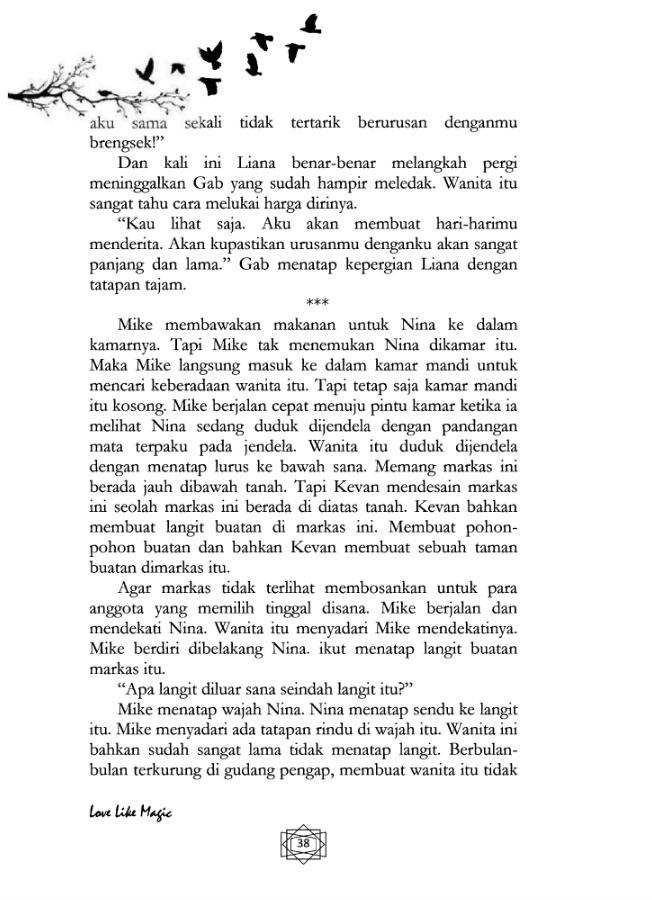 aku sama sekali tidak tertarik berurusan denganmu
brengsek!”
Dan kali ini Liana benar-benar melangkah pergi
meninggalkan Gab yang sudah hampir meledak. Wanita itu
sangat tahu cara melukai harga dirinya.
“Kau lihat saja. Aku akan membuat hari-harimu
menderita. Akan kupastikan urusanmu denganku akan sangat
panjang dan lama.” Gab menatap kepergian Liana dengan
tatapan tajam.
***
Mike membawakan makanan untuk Nina ke dalam
kamarnya. Tapi Mike tak menemukan Nina dikamar itu.
Maka Mike langsung masuk ke dalam kamar mandi untuk
mencari keberadaan wanita itu. Tapi tetap saja kamar mandi
itu kosong. Mike berjalan cepat menuju pintu kamar ketika ia
melihat Nina sedang duduk dijendela dengan pandangan
mata terpaku pada jendela. Wanita itu duduk dijendela
dengan menatap lurus ke bawah sana. Memang markas ini
berada jauh dibawah tanah. Tapi Kevan mendesain markas
ini seolah markas ini berada di diatas tanah. Kevan bahkan
membuat langit buatan di markas ini. Membuat pohon-
pohon buatan dan bahkan Kevan membuat sebuah taman
buatan dimarkas itu.
Agar markas tidak terlihat membosankan untuk para
anggota yang memilih tinggal disana. Mike berjalan dan
mendekati Nina. Wanita itu menyadari Mike mendekatinya.
Mike berdiri dibelakang Nina. ikut menatap langit buatan
markas itu.
“Apa langit diluar sana seindah langit itu?”
Mike menatap wajah Nina. Nina menatap sendu ke langit
itu. Mike menyadari ada tatapan rindu di wajah itu. Wanita ini
bahkan sudah sangat lama tidak menatap langit. Berbulan-
bulan terkurung di gudang pengap, membuat wanita itu tidak
Love Like Magic
38